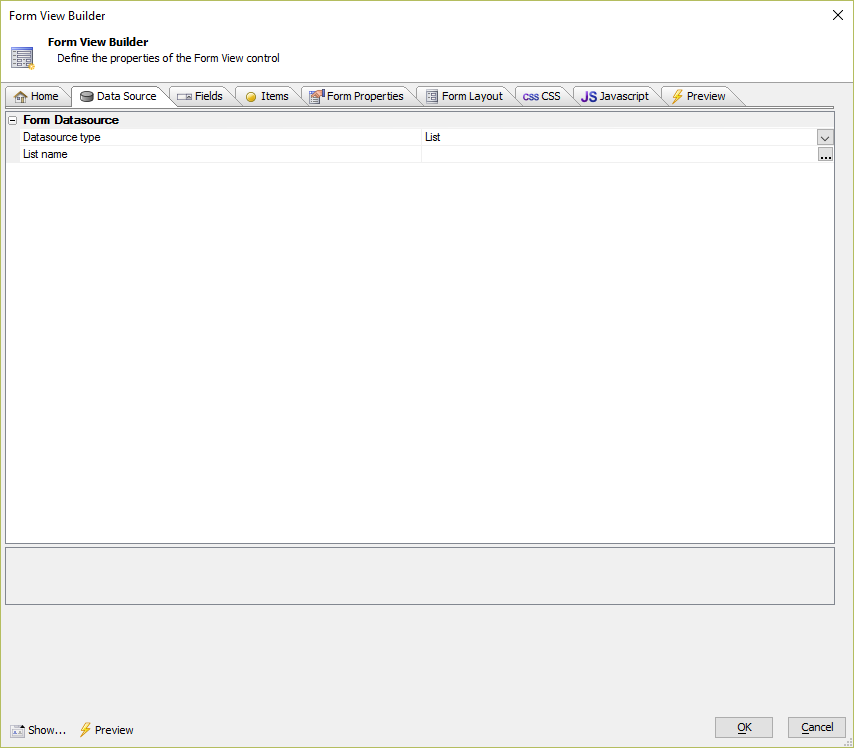 Form View Builder
Form View Builder
Define the properties of the Form View control
Home Data Source Fields Items Form Properties Form Layout css CSS JS Javascript Preview
Form Datasource
Datasource type List
List name ...
Show... Preview OK Cancel